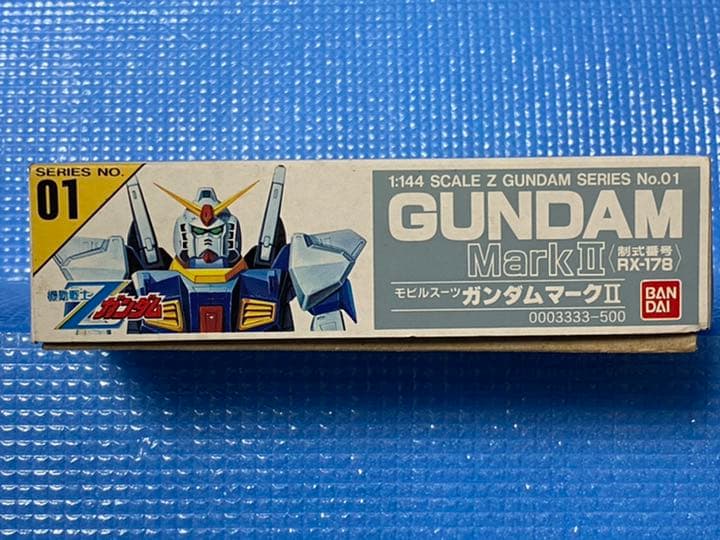 SERIES NO.
01
機動戦士
Z
ガンダム
1:144 SCALE Z GUNDAM SERIES No.01
GUNDAM
Mark II
〈制式番号
RX-178〉
モビルスーツ ガンダムマークII
0003333-500
BAN
DAI